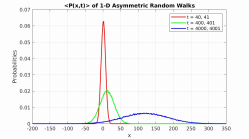 <P(x,t)> of 1-D Asymmetric Random Walks
0.07
0.06
0.05
0.04
0.03
0.02
0.01
0
Probabilities
t = 40, 41
t = 400, 401
t = 4000, 4001
-200 -150 -100 -50 0 50 100 150 200 250 300 350
x